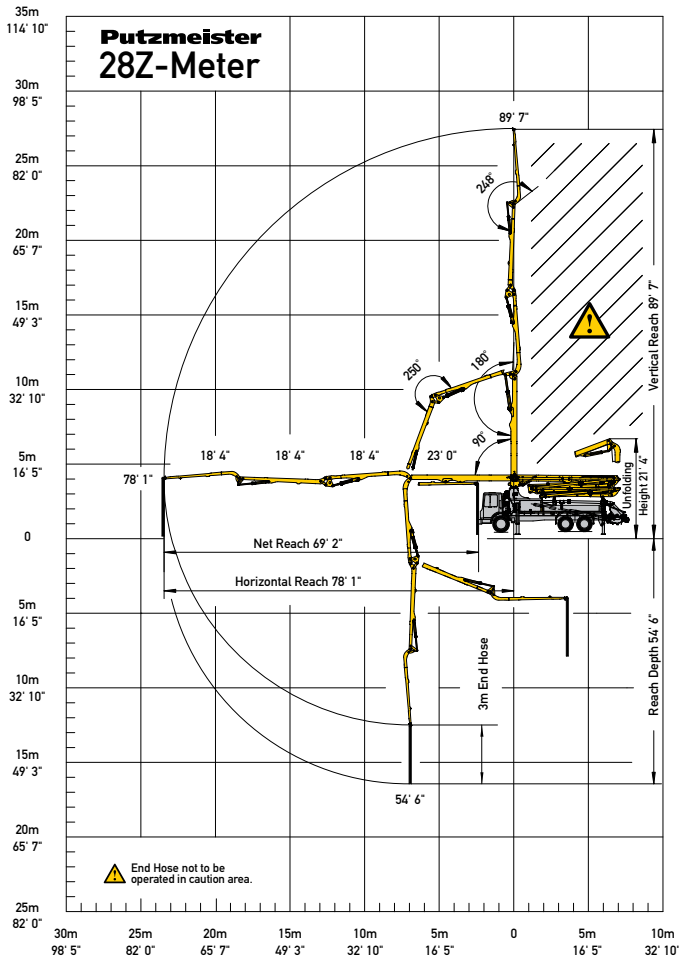 Putzmeister
28Z-Meter
35m
114' 10"
30m
98' 5"
25m
82' 0"
20m
65' 7"
15m
49' 3"
10m
32' 10"
5m
16' 5"
0
5m
16' 5"
10m
32' 10"
15m
49' 3"
20m
65' 7"
25m
82' 0"
89' 7"
248°
Vertical Reach 89' 7"
250°
180°
90°
18' 4"
18' 4"
18' 4"
23' 0"
78' 1"
Unfolding
Height 21' 4"
Net Reach 69' 2"
Horizontal Reach 78' 1"
3m End Hose
Reach Depth 54' 6"
54' 6"
End Hose not to be
operated in caution area.
30m
98' 5"
25m
82' 0"
20m
65' 7"
15m
49' 3"
10m
32' 10"
5m
16' 5"
0
5m
16' 5"
10m
32' 10"